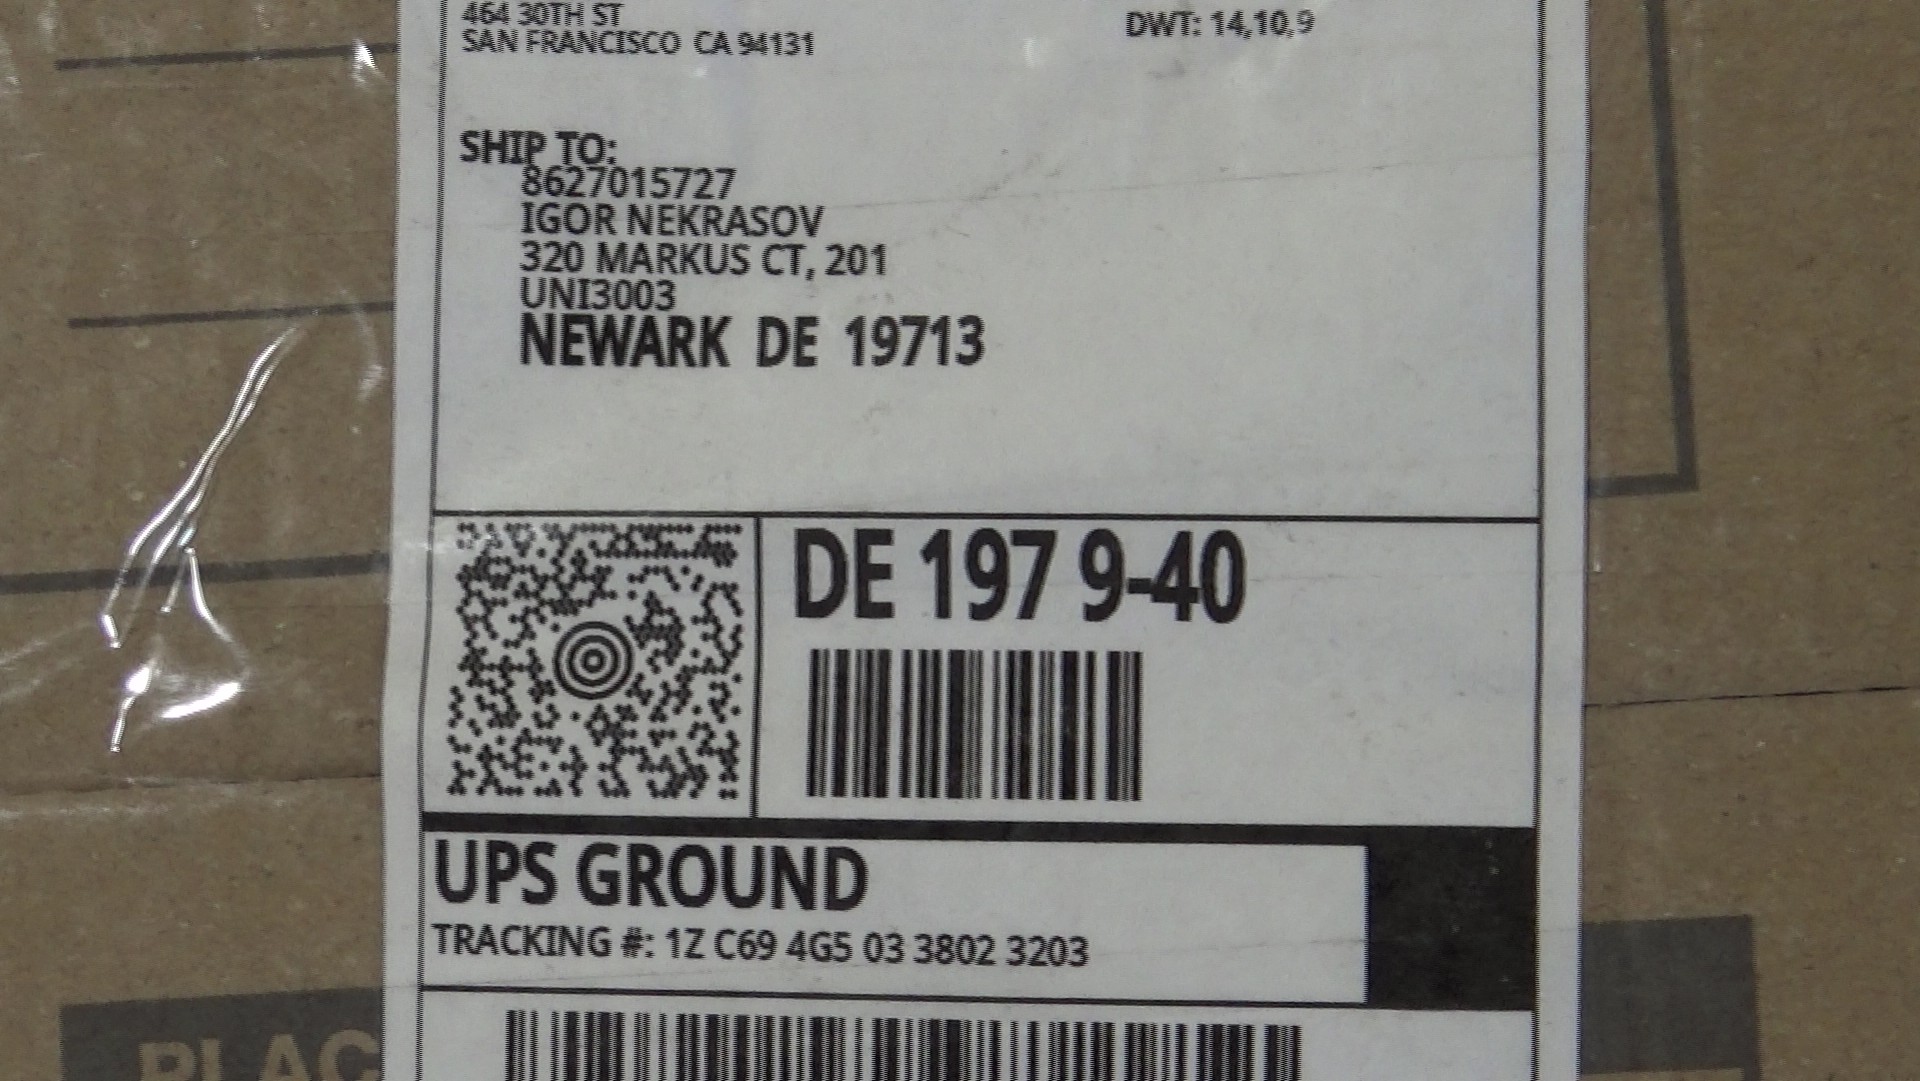 464 30TH ST
SAN FRANCISCO CA 94131
DWT: 14,10,9
SHIP TO:
8627015727
IGOR NEKRASOV
320 MARKUS CT, 201
UNI3003
NEWARK DE 19713
DE 197 9-40
UPS GROUND
TRACKING #: 1Z C69 4G5 03 3802 3203
PLAC